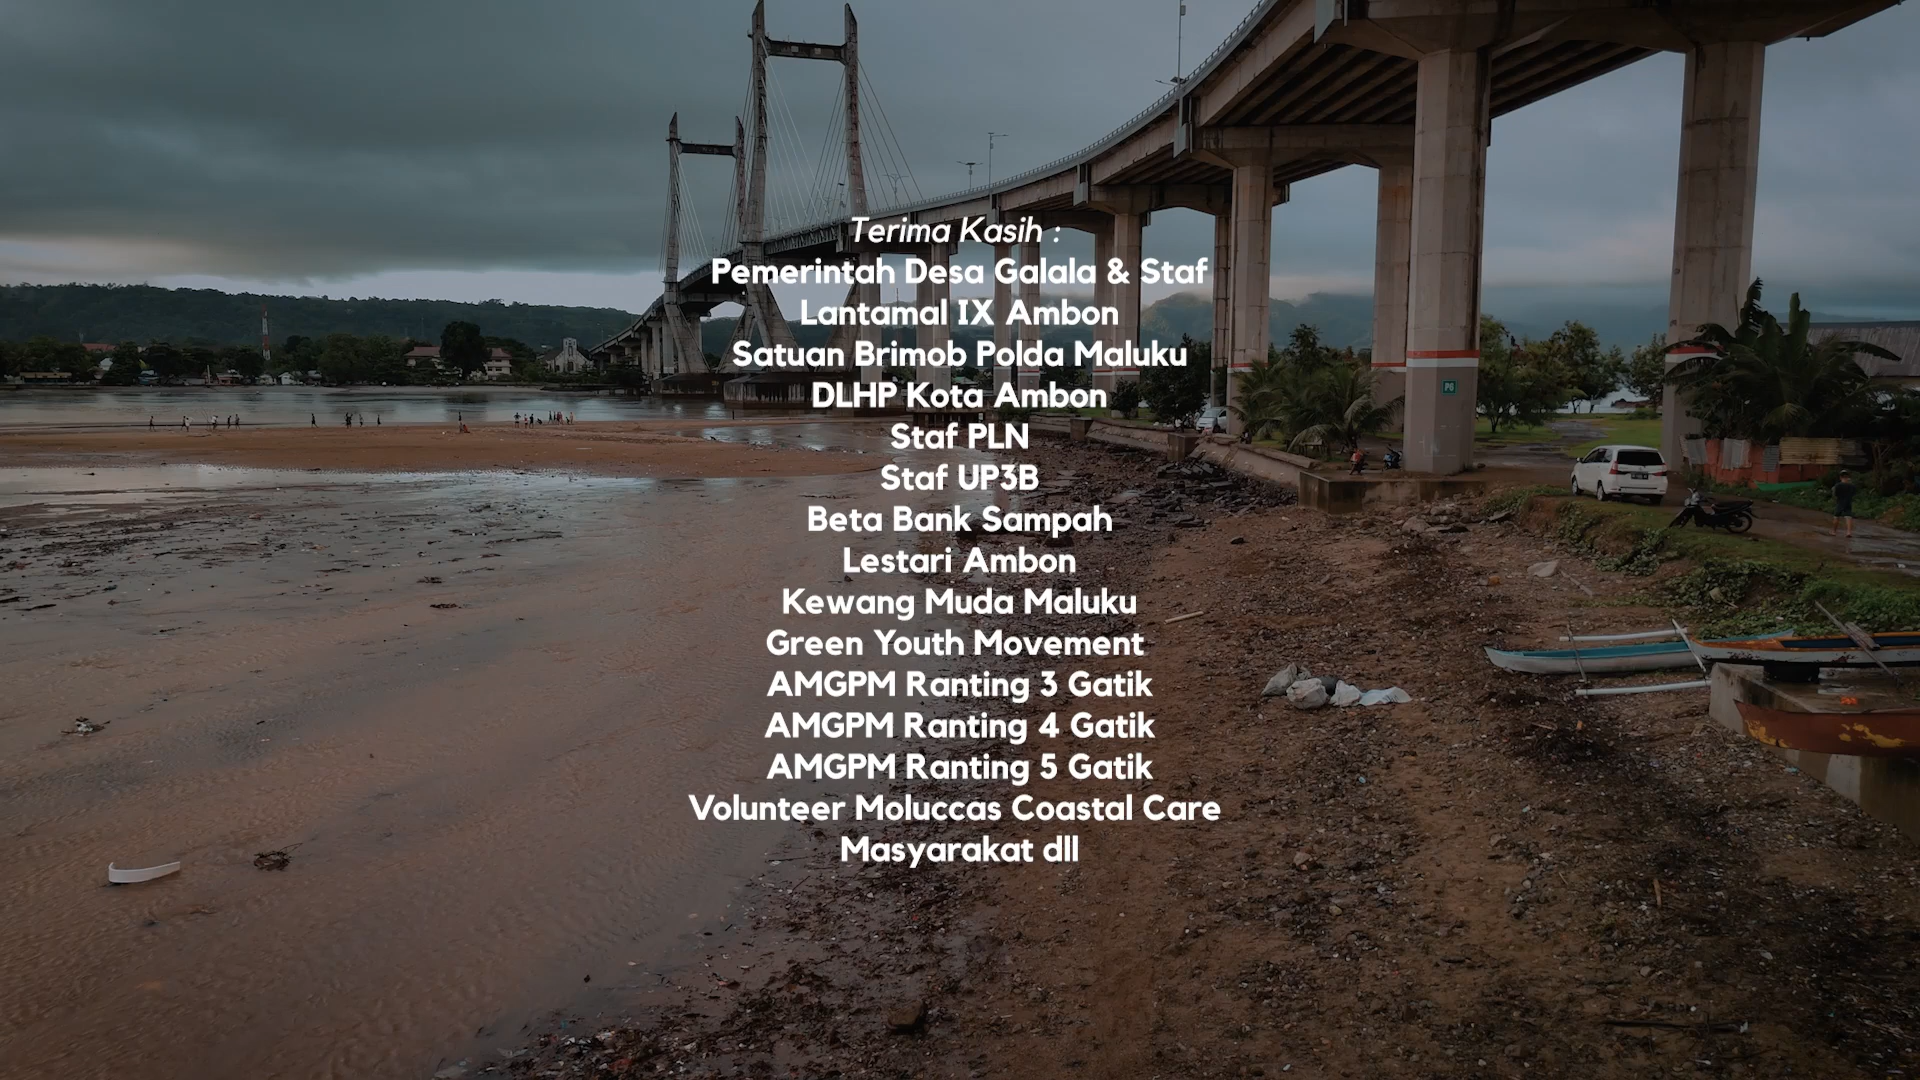 Terima Kasih :
Pemerintah Desa Galala & Staf
Lantamal IX Ambon
Satuan Brimob Polda Maluku
DLHP Kota Ambon
Staf PLN
Staf UP3B
Beta Bank Sampah
Lestari Ambon
Kewang Muda Maluku
Green Youth Movement
AMGPM Ranting 3 Gatik
AMGPM Ranting 4 Gatik
AMGPM Ranting 5 Gatik
Volunteer Moluccas Coastal Care
Masyarakat dll
P6